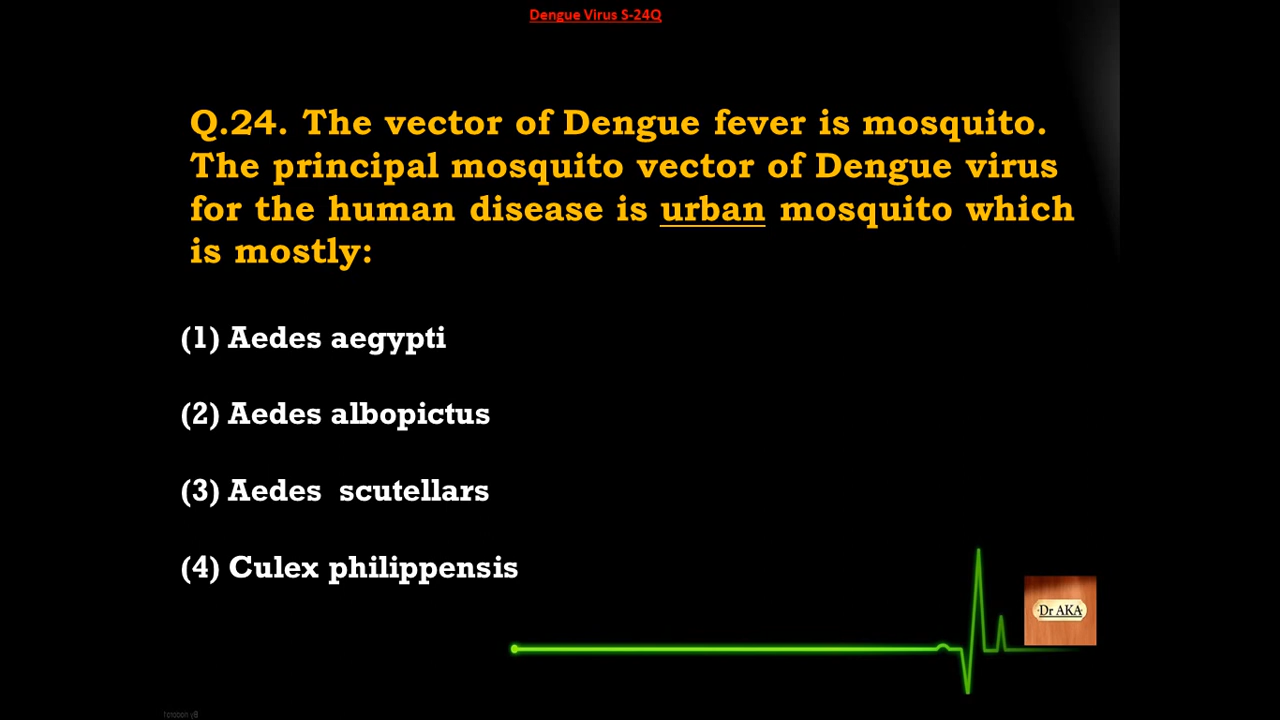 Dengue Virus S-24Q
Q.24. The vector of Dengue fever is mosquito.
The principal mosquito vector of Dengue virus
for the human disease is urban mosquito which
is mostly:
(1) Aedes aegypti
(2) Aedes albopictus
(3) Aedes  scutellars
(4) Culex philippensis
Dr AKA